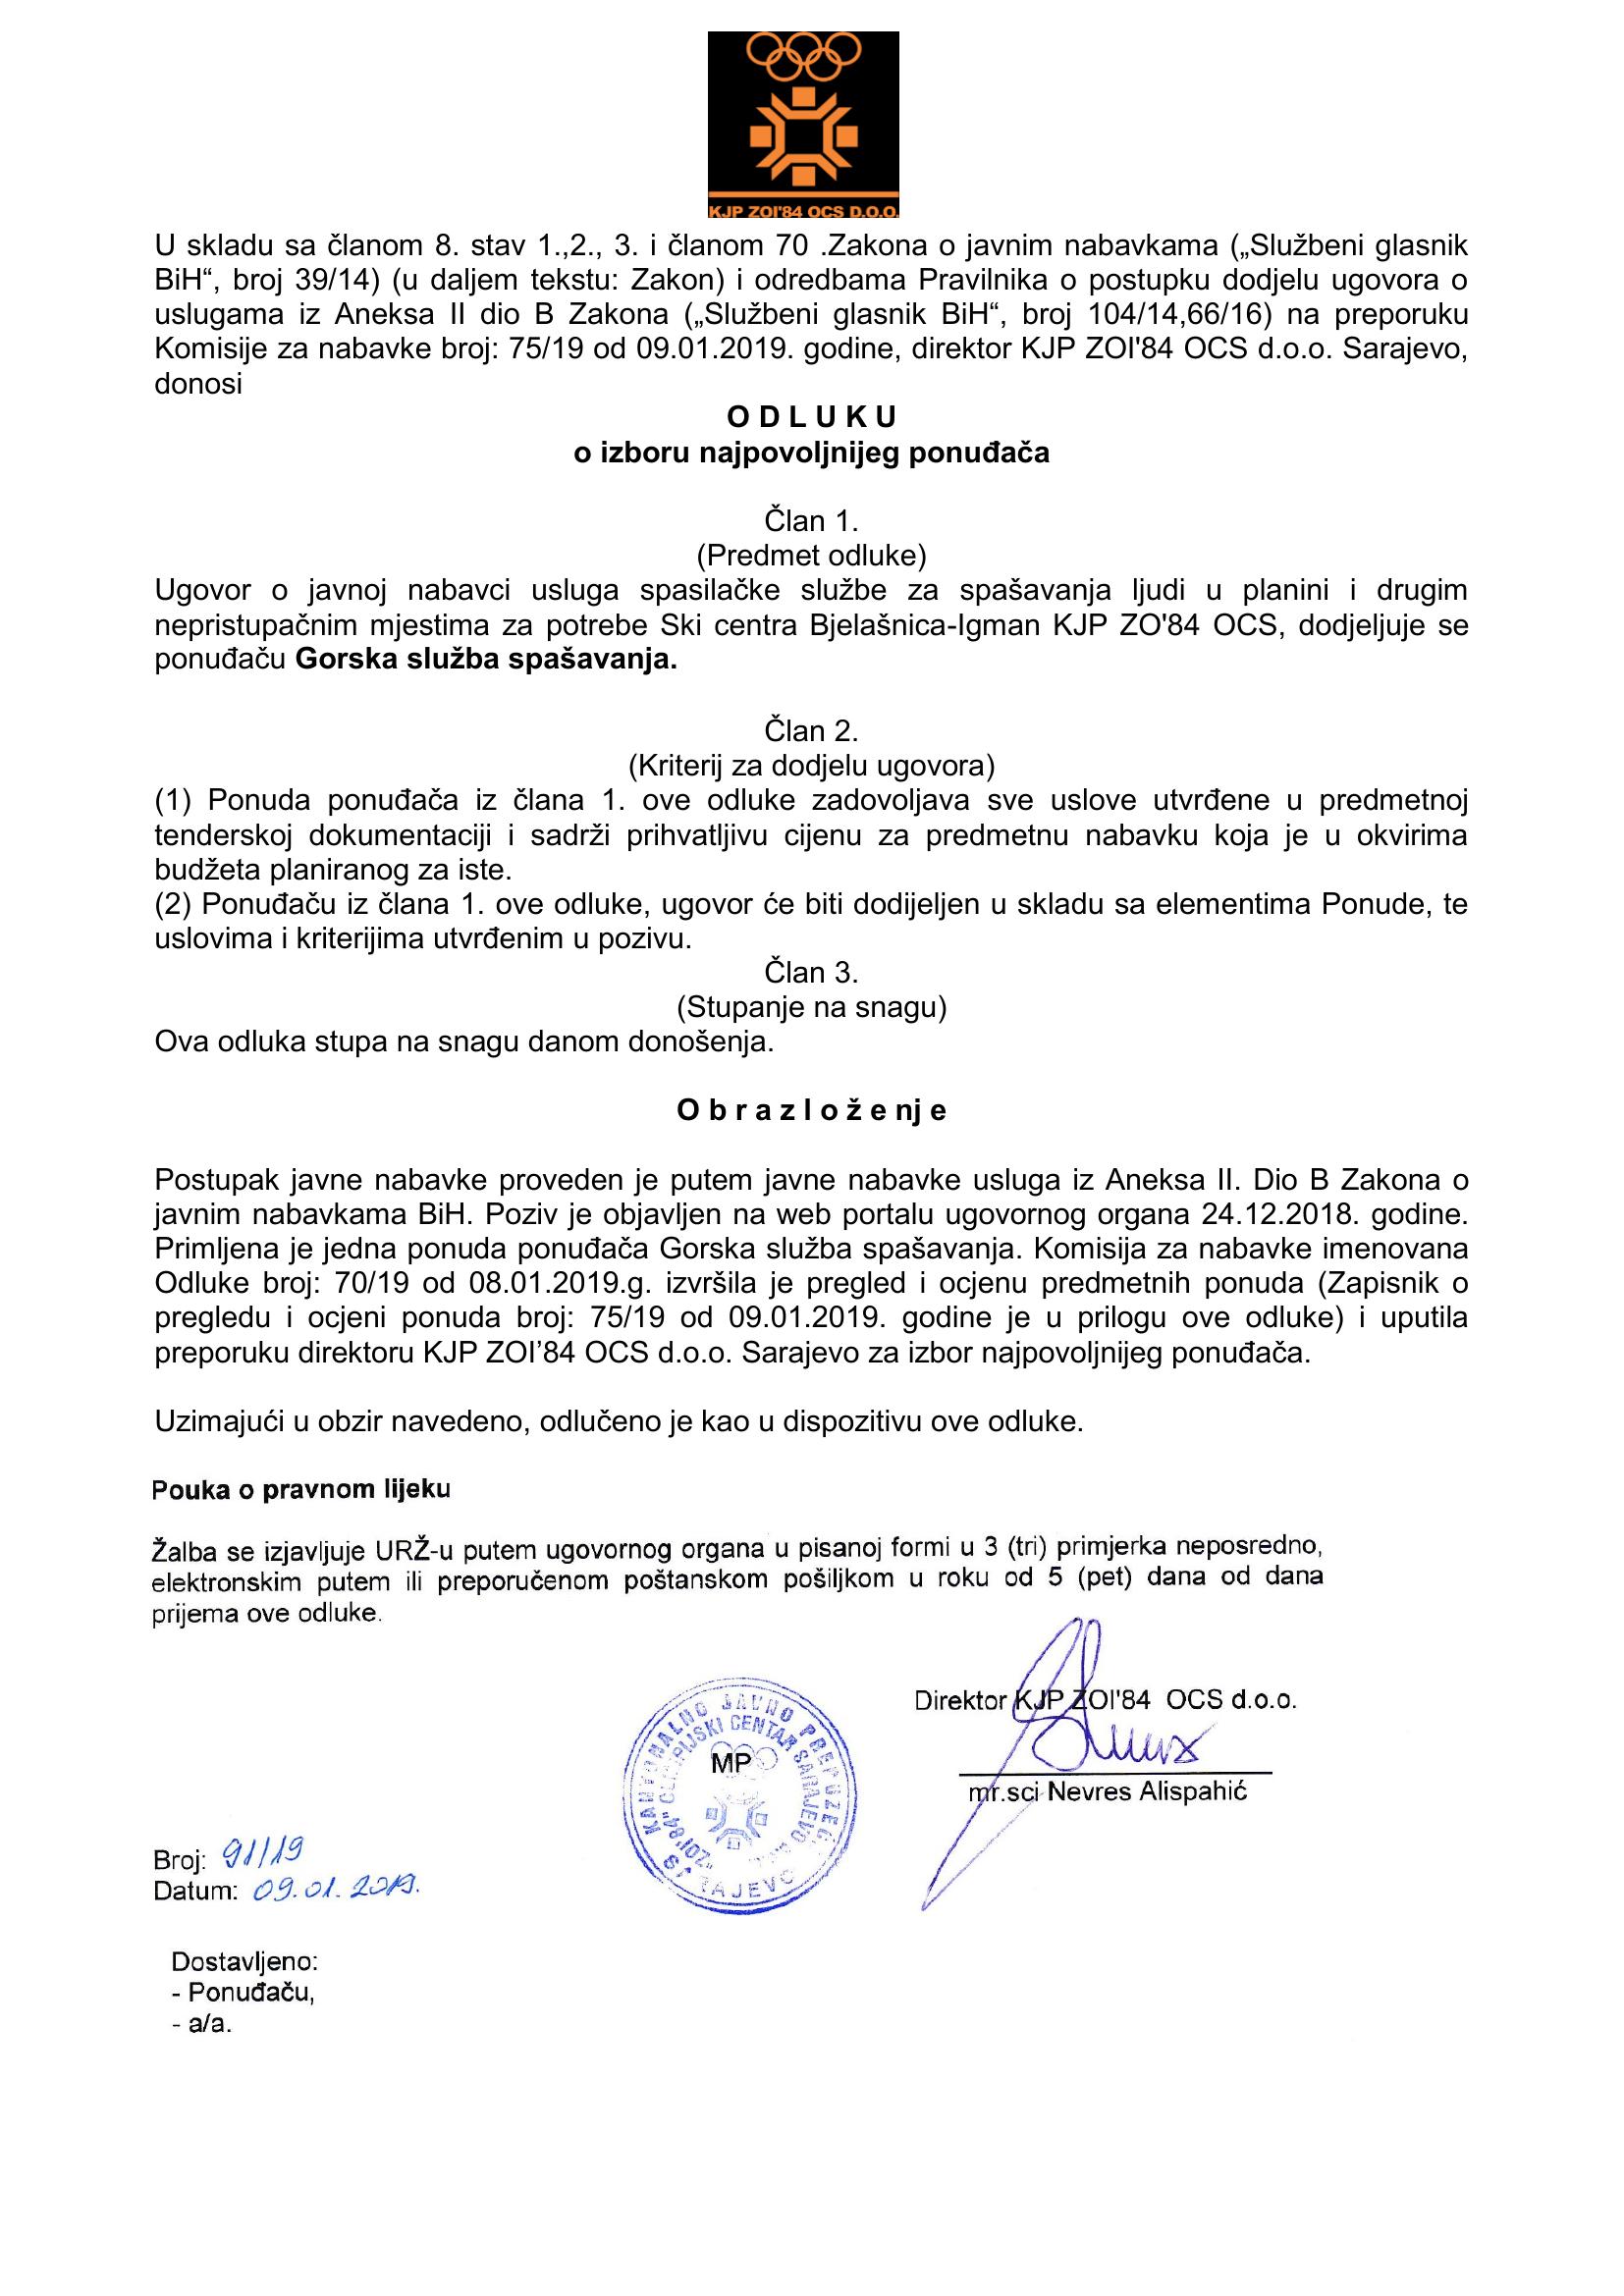 KJP ZOI'84 OCS D.O.O.
U skladu sa članom 8. stav 1.,2., 3. i članom 70 .Zakona o javnim nabavkama („Službeni glasnik
BiH“, broj 39/14) (u daljem tekstu: Zakon) i odredbama Pravilnika o postupku dodjelu ugovora o
uslugama iz Aneksa II dio B Zakona („Službeni glasnik BiH“, broj 104/14,66/16) na preporuku
Komisije za nabavke broj: 75/19 od 09.01.2019. godine, direktor KJP ZOI'84 OCS d.o.o. Sarajevo,
donosi
O D L U K U
o izboru najpovoljnijeg ponuđača
Član 1.
(Predmet odluke)
Ugovor o javnoj nabavci usluga spasilačke službe za spašavanja ljudi u planini i drugim
nepristupačnim mjestima za potrebe Ski centra Bjelašnica-Igman KJP ZO'84 OCS, dodjeljuje se
ponuđaču Gorska služba spašavanja.
Član 2.
(Kriterij za dodjelu ugovora)
(1) Ponuda ponuđača iz člana 1. ove odluke zadovoljava sve uslove utvrđene u predmetnoj
tenderskoj dokumentaciji i sadrži prihvatljivu cijenu za predmetnu nabavku koja je u okvirima
budžeta planiranog za iste.
(2) Ponuđaču iz člana 1. ove odluke, ugovor će biti dodijeljen u skladu sa elementima Ponude, te
uslovima i kriterijima utvrđenim u pozivu.
Član 3.
(Stupanje na snagu)
Ova odluka stupa na snagu danom donošenja.
O b r a z l o ž e nj e
Postupak javne nabavke proveden je putem javne nabavke usluga iz Aneksa II. Dio B Zakona o
javnim nabavkama BiH. Poziv je objavljen na web portalu ugovornog organa 24.12.2018. godine.
Primljena je jedna ponuda ponuđača Gorska služba spašavanja. Komisija za nabavke imenovana
Odluke broj: 70/19 od 08.01.2019.g. izvršila je pregled i ocjenu predmetnih ponuda (Zapisnik o
pregledu i ocjeni ponuda broj: 75/19 od 09.01.2019. godine je u prilogu ove odluke) i uputila
preporuku direktoru KJP ZOI’84 OCS d.o.o. Sarajevo za izbor najpovoljnijeg ponuđača.
Uzimajući u obzir navedeno, odlučeno je kao u dispozitivu ove odluke.
Pouka o pravnom lijeku
Žalba se izjavljuje URŽ-u putem ugovornog organa u pisanoj formi u 3 (tri) primjerka neposredno,
elektronskim putem ili preporučenom poštanskom pošiljkom u roku od 5 (pet) dana od dana
prijema ove odluke.
Direktor KJP ZOI'84 OCS d.o.o.
MP
mr.sci Nevres Alispahić
KANTONALNO JAVNO PREDUZEĆE
"ZOI'84" OLIMPIJSKI CENTAR SARAJEVO
SARAJEVO
Broj: 91/19
Datum: 09.01.2019.
Dostavljeno:
- Ponuđaču,
- a/a.